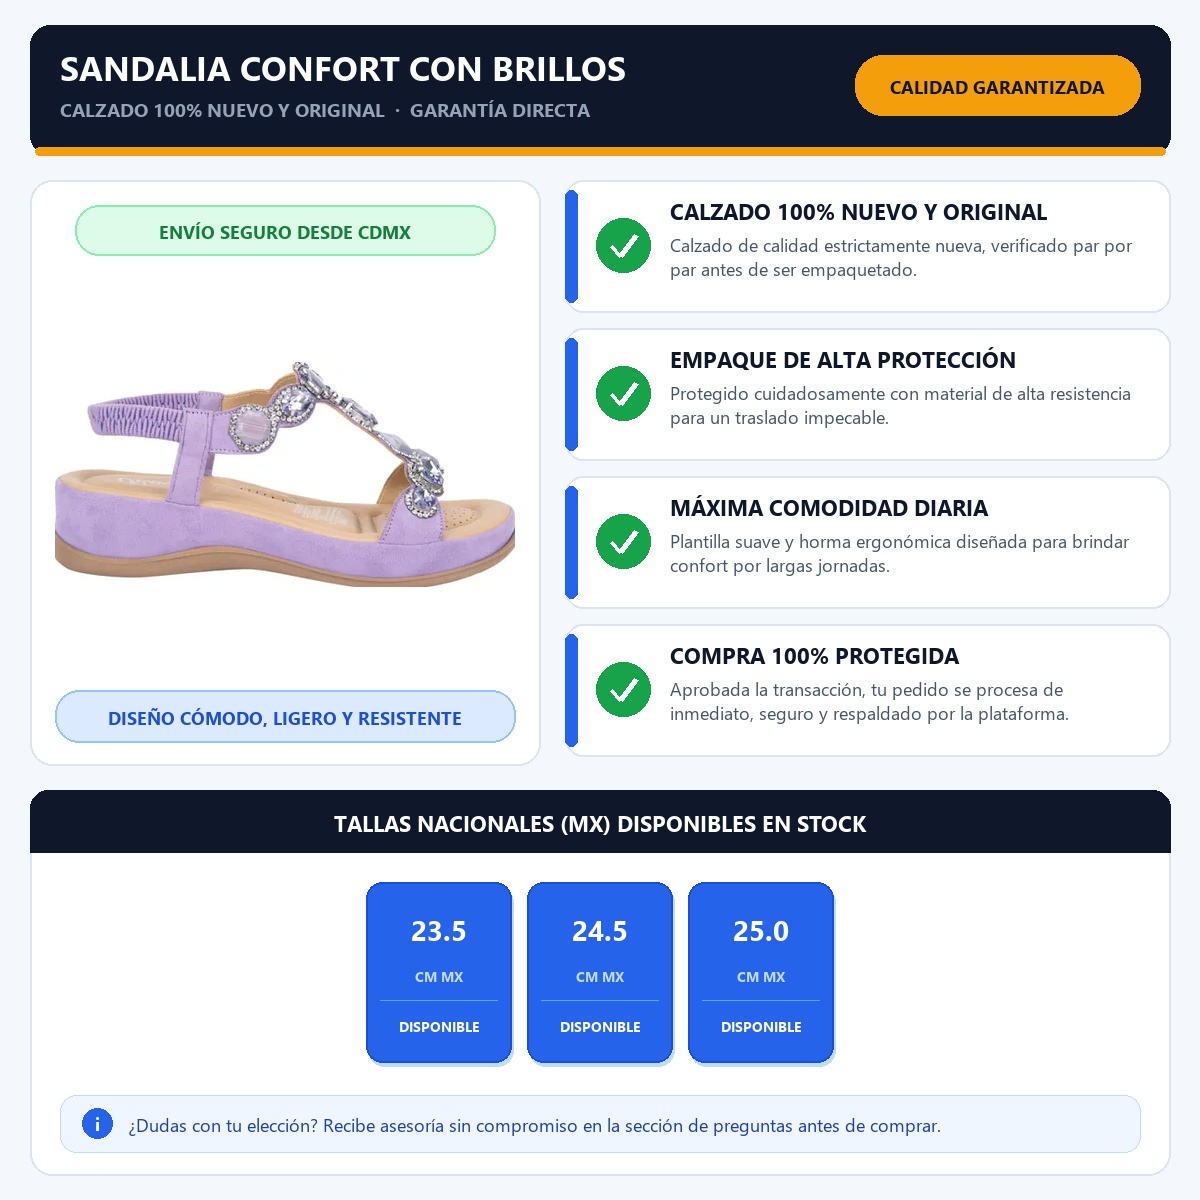 SANDALIA CONFORT CON BRILLOS
CALZADO 100% NUEVO Y ORIGINAL · GARANTÍA DIRECTA
CALIDAD GARANTIZADA
ENVÍO SEGURO DESDE CDMX
DISEÑO CÓMODO, LIGERO Y RESISTENTE
CALZADO 100% NUEVO Y ORIGINAL
Calzado de calidad estrictamente nueva, verificado par por
par antes de ser empaquetado.
EMPAQUE DE ALTA PROTECCIÓN
Protegido cuidadosamente con material de alta resistencia
para un traslado impecable.
MÁXIMA COMODIDAD DIARIA
Plantilla suave y horma ergonómica diseñada para brindar
confort por largas jornadas.
COMPRA 100% PROTEGIDA
Aprobada la transacción, tu pedido se procesa de
inmediato, seguro y respaldado por la plataforma.
TALLAS NACIONALES (MX) DISPONIBLES EN STOCK
23.5
CM MX
DISPONIBLE
24.5
CM MX
DISPONIBLE
25.0
CM MX
DISPONIBLE
¿Dudas con tu elección? Recibe asesoría sin compromiso en la sección de preguntas antes de comprar.